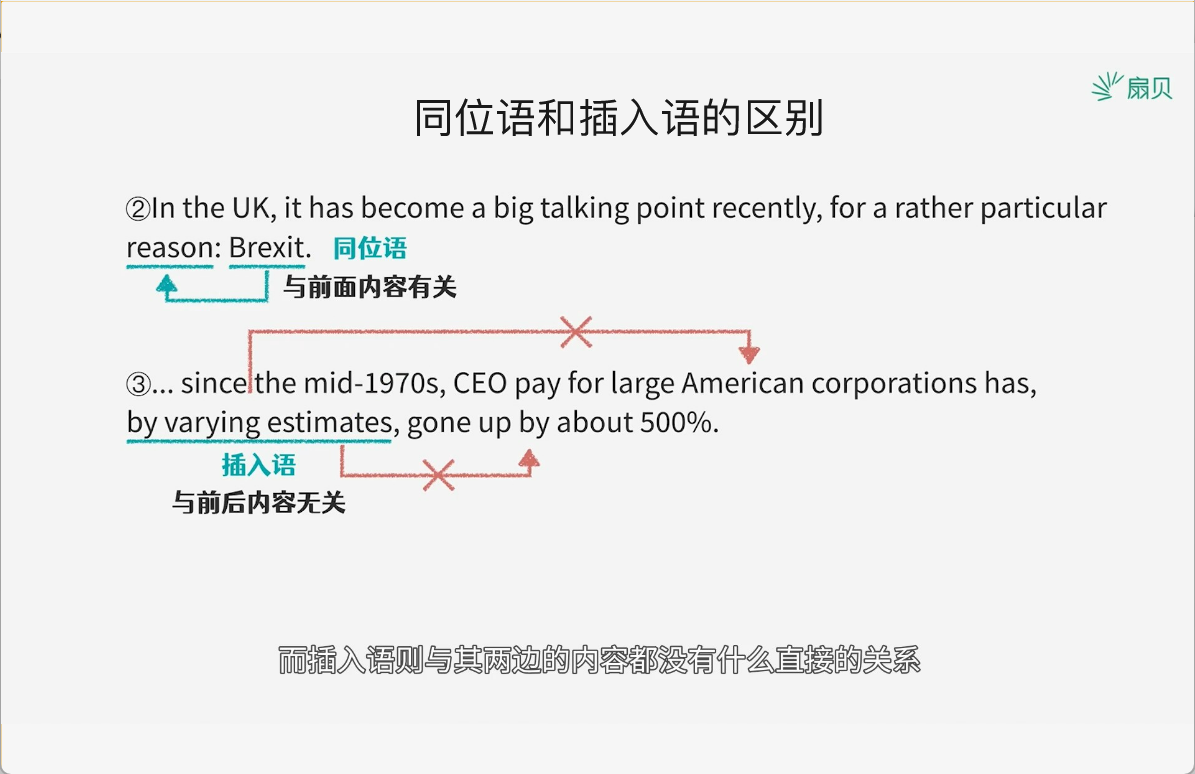 扇贝
同位语和插入语的区别
②In the UK, it has become a big talking point recently, for a rather particular
reason: Brexit. 同位语
与前面内容有关
③... since the mid-1970s, CEO pay for large American corporations has,
by varying estimates, gone up by about 500%.
插入语
与前后内容无关
而插入语则与其两边的内容都没有什么直接的关系